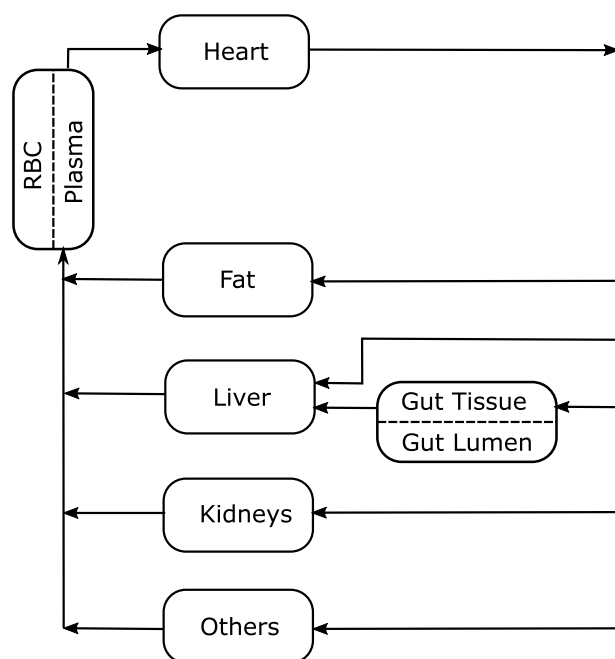 Heart
RBC
Plasma
Fat
Liver
Gut Tissue
Gut Lumen
Kidneys
Others